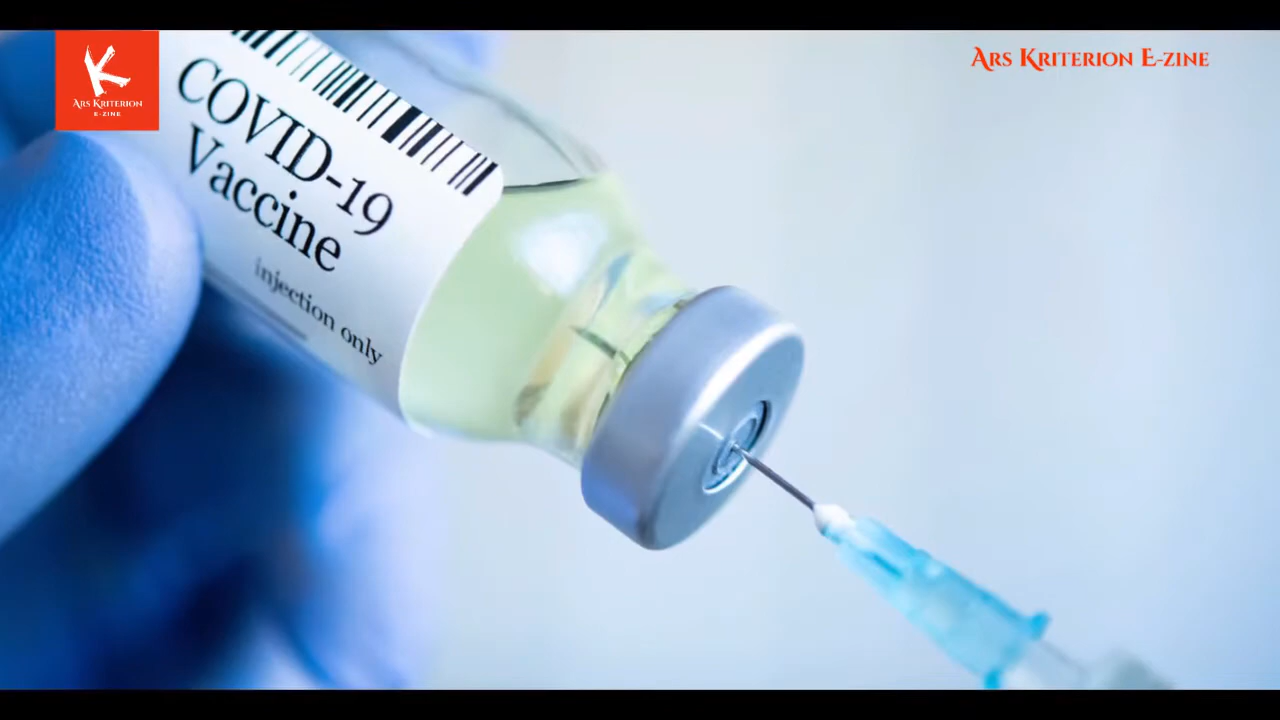 ARS KRITERION
E-ZINE
ARS KRITERION E-ZINE
COVID-19
Vaccine
injection only